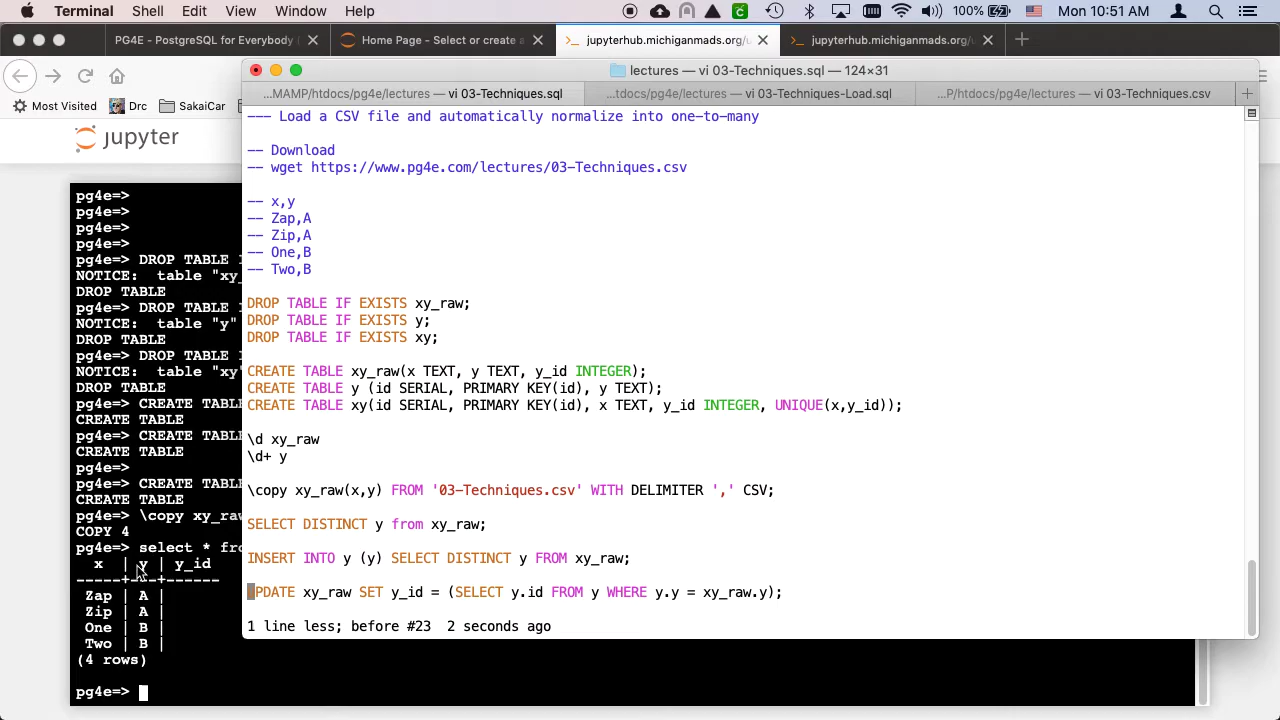 Terminal Shell Edit View Window Help 100% Mon 10:51 AM
PG4E - PostgreSQL for Everybody ( Home Page - Select or create a jupyterhub.michiganmads.org/u jupyterhub.michiganmads.org/u
lectures — vi 03-Techniques.sql — 124×31
...MAMP/htdocs/pg4e/lectures — vi 03-Techniques.sql ...tdocs/pg4e/lectures — vi 03-Techniques-Load.sql ...P/htdocs/pg4e/lectures — vi 03-Techniques.csv
Most Visited Drc SakaiCar
jupyter
--- Load a CSV file and automatically normalize into one-to-many
-- Download
-- wget https://www.pg4e.com/lectures/03-Techniques.csv
-- x,y
-- Zap,A
-- Zip,A
-- One,B
-- Two,B
DROP TABLE IF EXISTS xy_raw;
DROP TABLE IF EXISTS y;
DROP TABLE IF EXISTS xy;
CREATE TABLE xy_raw(x TEXT, y TEXT, y_id INTEGER);
CREATE TABLE y (id SERIAL, PRIMARY KEY(id), y TEXT);
CREATE TABLE xy(id SERIAL, PRIMARY KEY(id), x TEXT, y_id INTEGER, UNIQUE(x,y_id));
\d xy_raw
\d+ y
\copy xy_raw(x,y) FROM '03-Techniques.csv' WITH DELIMITER ',' CSV;
SELECT DISTINCT y from xy_raw;
INSERT INTO y (y) SELECT DISTINCT y FROM xy_raw;
PDATE xy_raw SET y_id = (SELECT y.id FROM y WHERE y.y = xy_raw.y);
1 line less; before #23 2 seconds ago
pg4e=>
pg4e=>
pg4e=>
pg4e=>
pg4e=> DROP TABLE I
NOTICE: table "xy_
DROP TABLE
pg4e=> DROP TABLE I
NOTICE: table "y"
DROP TABLE
pg4e=> DROP TABLE I
NOTICE: table "xy"
DROP TABLE
pg4e=> CREATE TABLE
CREATE TABLE
pg4e=> CREATE TABLE
CREATE TABLE
pg4e=>
pg4e=> CREATE TABLE
CREATE TABLE
pg4e=> \copy xy_raw
COPY 4
pg4e=> select * fro
x | y | y_id
-----+---+------
Zap | A |
Zip | A |
One | B |
Two | B |
(4 rows)
pg4e=>